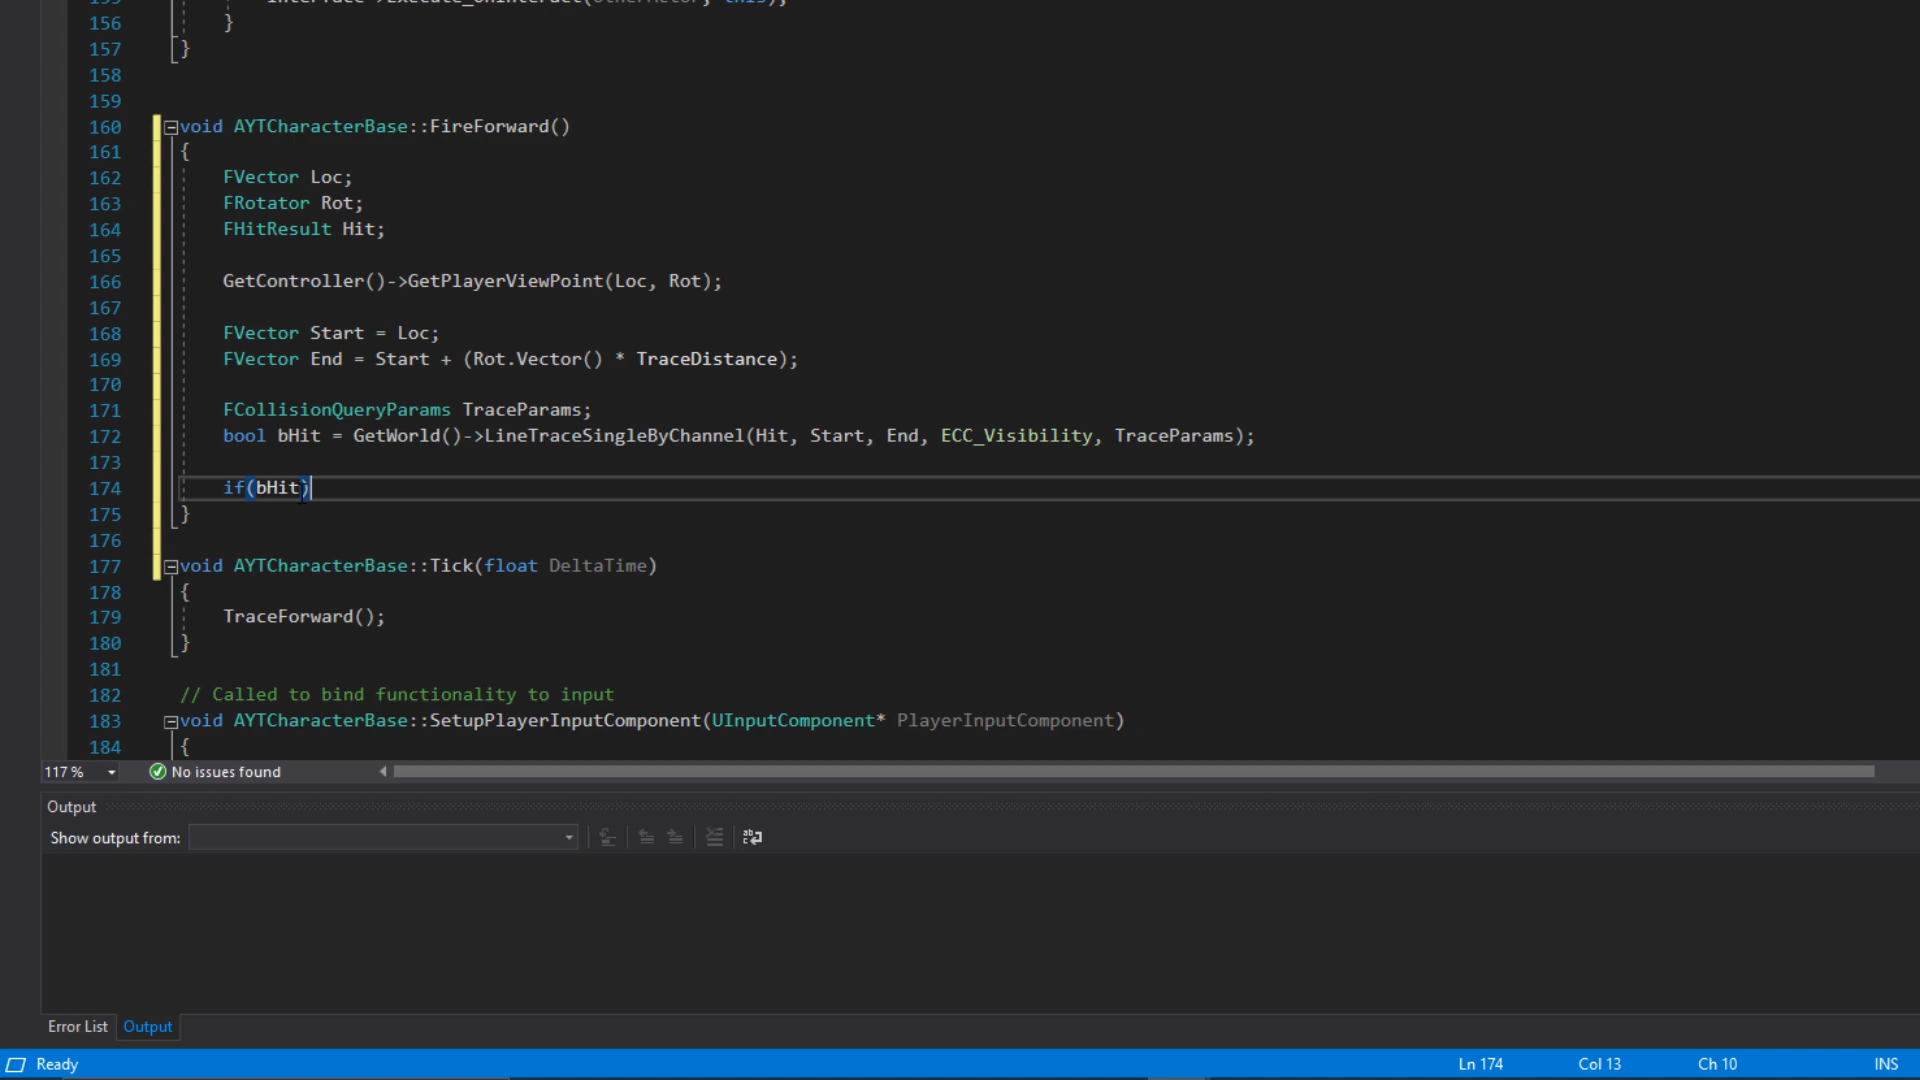 155
156 }
157 }
158
159
160 void AYTCharacterBase::FireForward()
161 {
162 FVector Loc;
163 FRotator Rot;
164 FHitResult Hit;
165
166 GetController()->GetPlayerViewPoint(Loc, Rot);
167
168 FVector Start = Loc;
169 FVector End = Start + (Rot.Vector() * TraceDistance);
170
171 FCollisionQueryParams TraceParams;
172 bool bHit = GetWorld()->LineTraceSingleByChannel(Hit, Start, End, ECC_Visibility, TraceParams);
173
174 if(bHit)
175 }
176
177 void AYTCharacterBase::Tick(float DeltaTime)
178 {
179 TraceForward();
180 }
181
182 // Called to bind functionality to input
183 void AYTCharacterBase::SetupPlayerInputComponent(UInputComponent* PlayerInputComponent)
184 {
117 % No issues found
Output
Show output from:
Error List Output
Ready Ln 174 Col 13 Ch 10 INS